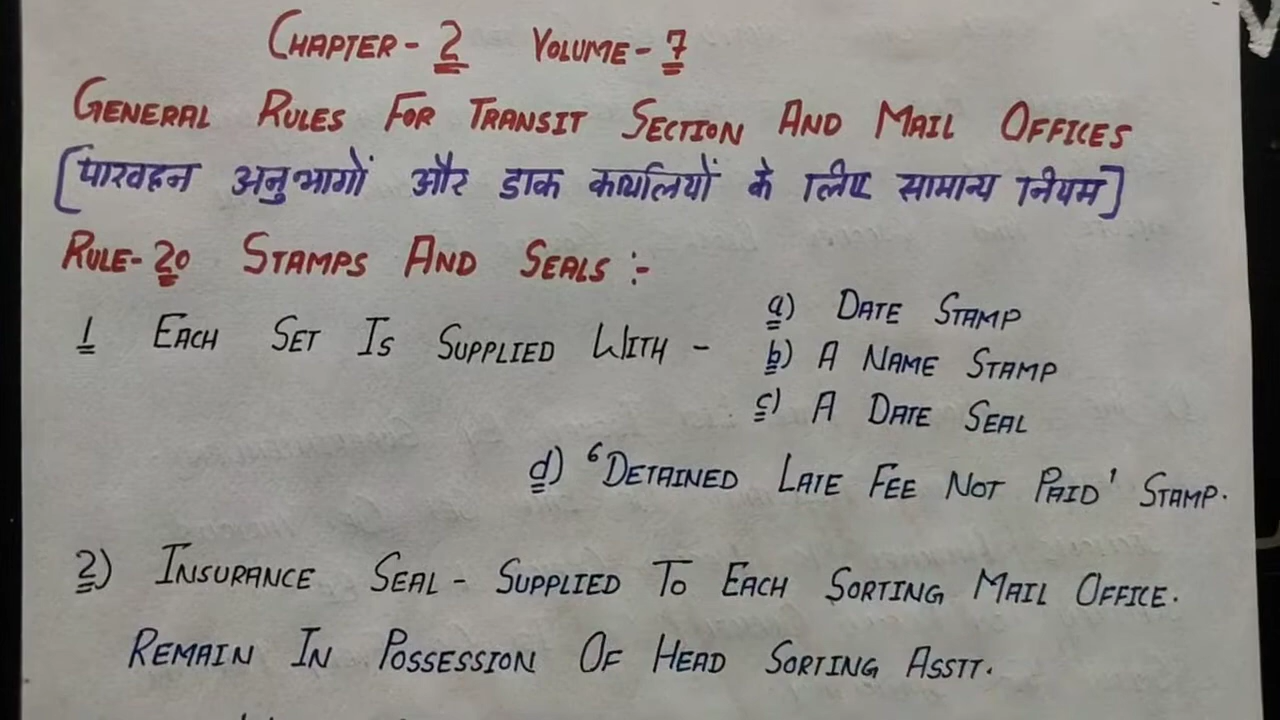 CHAPTER - 2 VOLUME - 7
GENERAL RULES FOR TRANSIT SECTION AND MAIL OFFICES
[पारवहन अनुभागों और डाक कार्यालयों के लिए सामान्य नियम]
RULE - 20 STAMPS AND SEALS :-
1 EACH SET IS SUPPLIED WITH - a) DATE STAMP
b) A NAME STAMP
c) A DATE SEAL
d) 'DETAINED LATE FEE NOT PAID' STAMP.
2) INSURANCE SEAL - SUPPLIED TO EACH SORTING MAIL OFFICE.
REMAIN IN POSSESSION OF HEAD SORTING ASSTT.